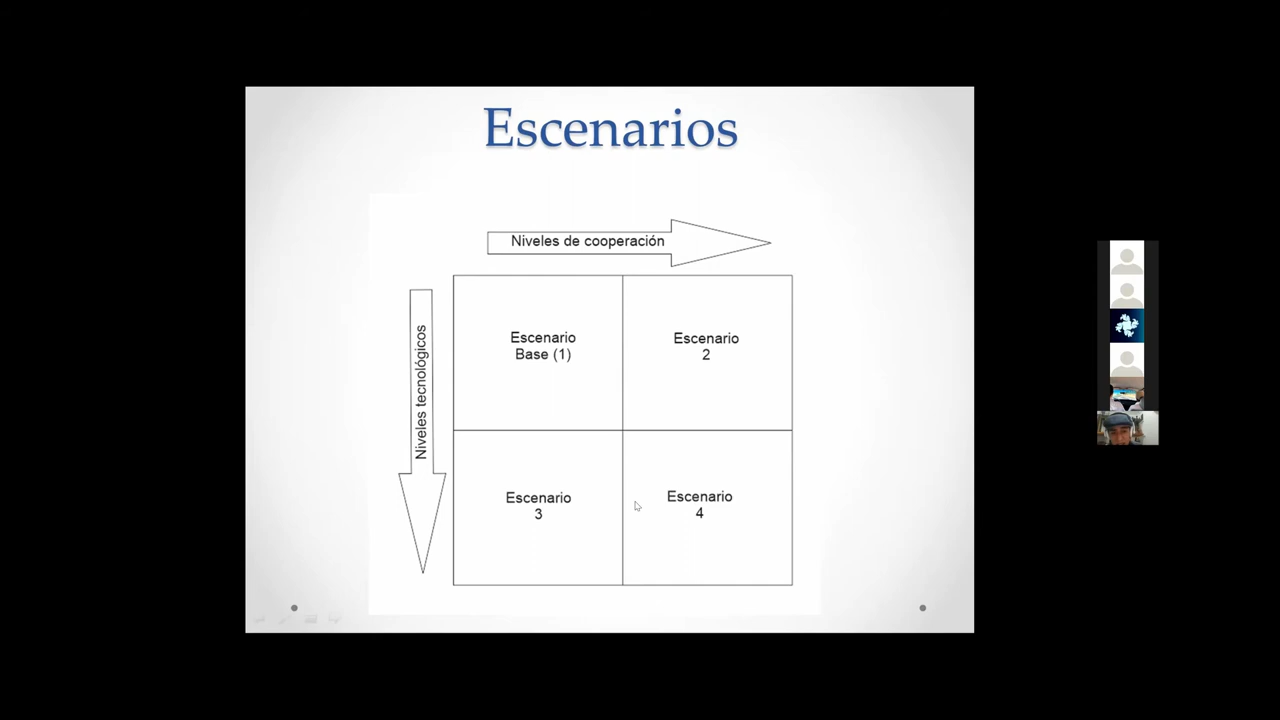 Escenarios
Niveles de cooperación
Niveles tecnológicos
Escenario
Base (1)
Escenario
2
Escenario
3
Escenario
4